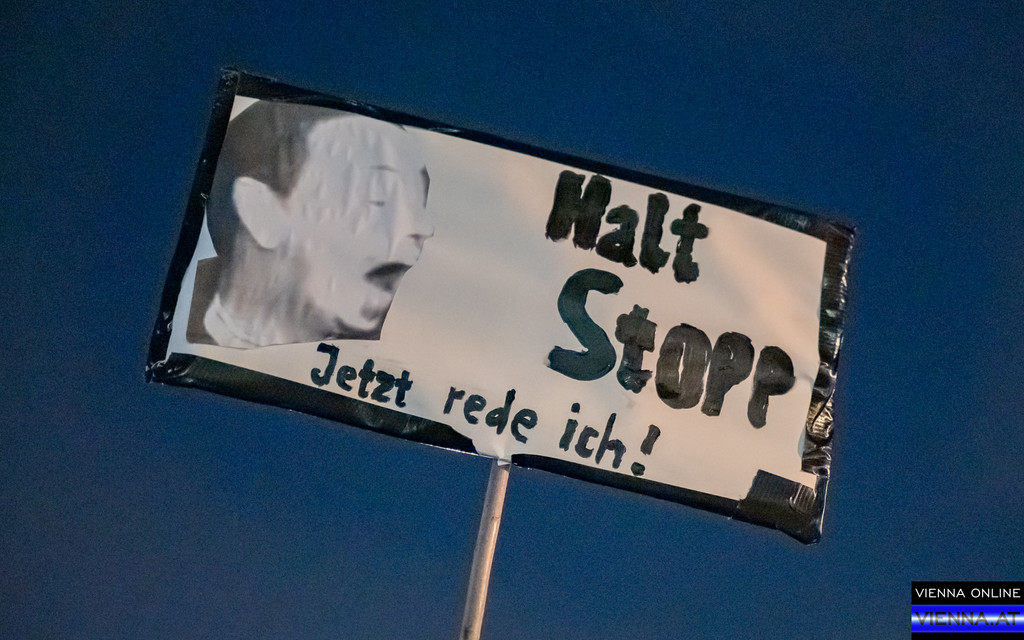 Halt
Stopp
Jetzt rede ich!
VIENNA ONLINE
VIENNA.AT